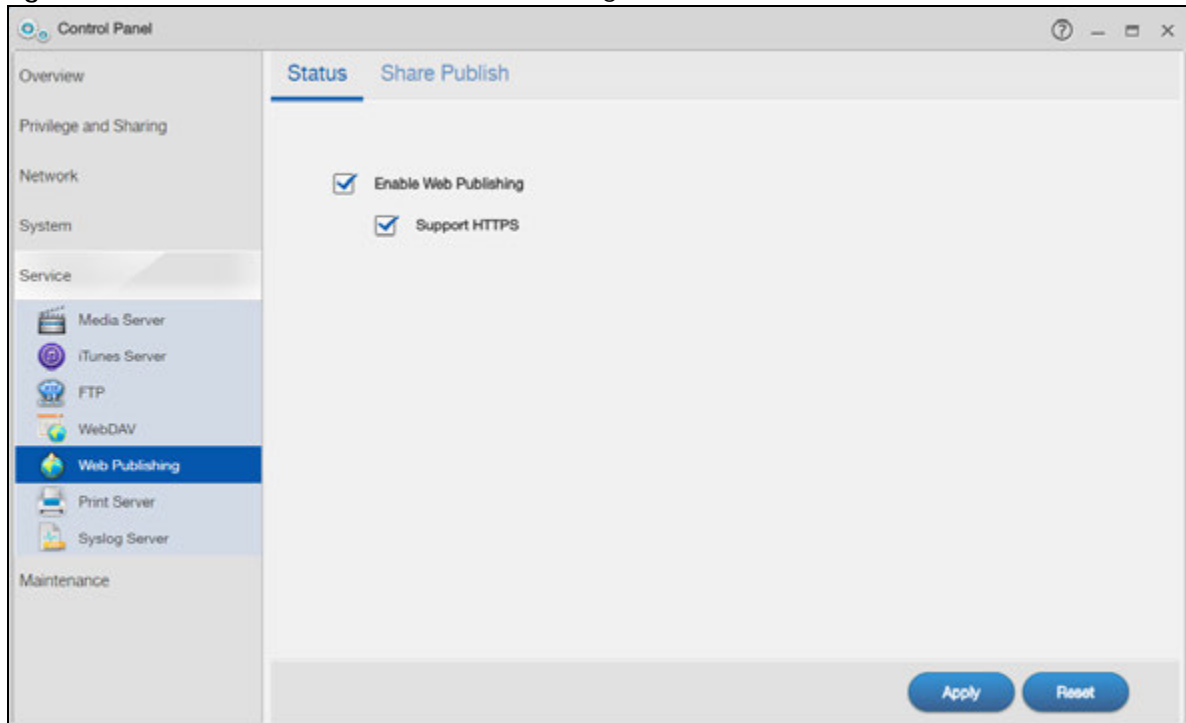 Control Panel
Overview
Privilege and Sharing
Network
System
Service
Media Server
iTunes Server
FTP
WebDAV
Web Publishing
Print Server
Syslog Server
Maintenance
Status Share Publish
Enable Web Publishing
Support HTTPS
Apply Reset